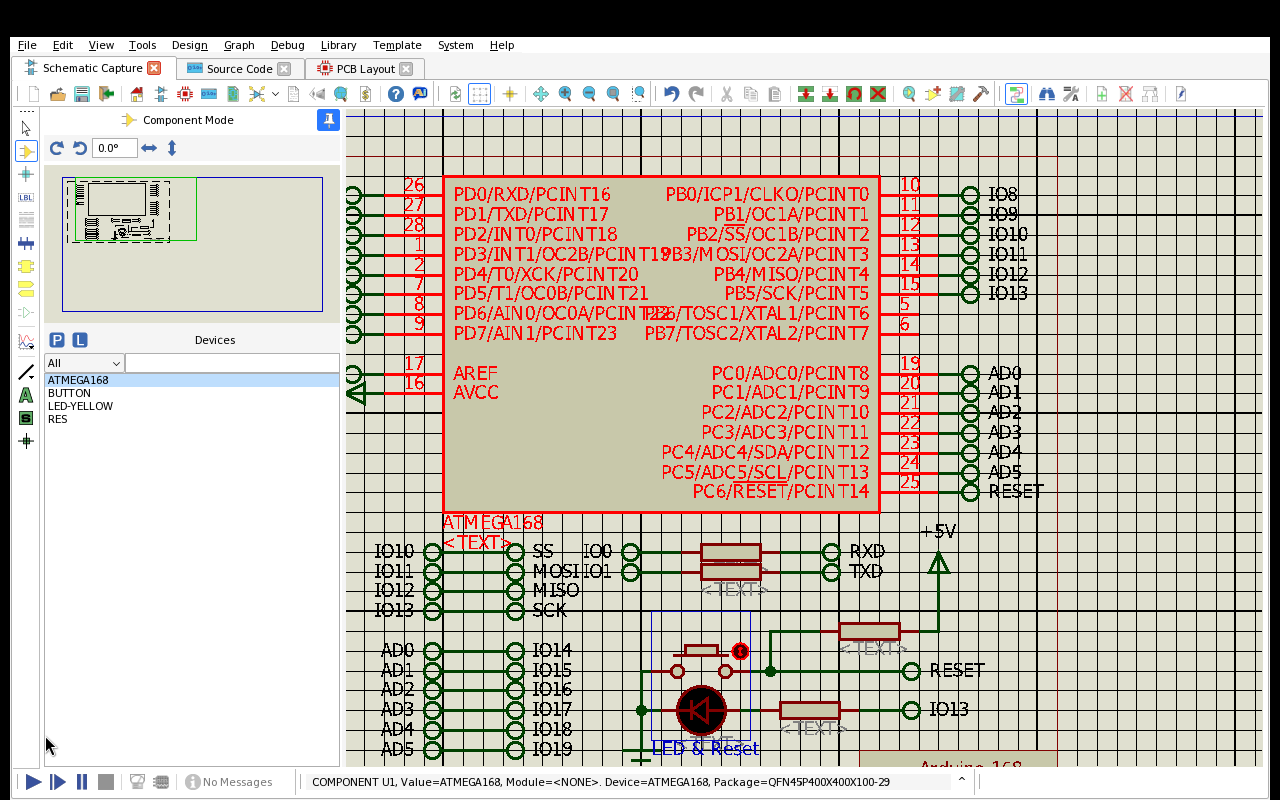 File Edit View Tools Design Graph Debug Library Template System Help
Schematic Capture Source Code PCB Layout
Component Mode
0.0°
P L Devices
All
ATMEGA168
BUTTON
LED-YELLOW
RES
LBL
A
S
26 PD0/RXD/PCINT16 PB0/ICP1/CLKO/PCINT0 10 IO8
27 PD1/TXD/PCINT17 PB1/OC1A/PCINT1 11 IO9
28 PD2/INT0/PCINT18 PB2/SS/OC1B/PCINT2 12 IO10
1 PD3/INT1/OC2B/PCINT19 PB3/MOSI/OC2A/PCINT3 13 IO11
2 PD4/T0/XCK/PCINT20 PB4/MISO/PCINT4 14 IO12
7 PD5/T1/OC0B/PCINT21 PB5/SCK/PCINT5 15 IO13
8 PD6/AIN0/OC0A/PCINT22 PB6/TOSC1/XTAL1/PCINT6 5
9 PD7/AIN1/PCINT23 PB7/TOSC2/XTAL2/PCINT7 6
17 AREF PC0/ADC0/PCINT8 19 AD0
16 AVCC PC1/ADC1/PCINT9 20 AD1
PC2/ADC2/PCINT10 21 AD2
PC3/ADC3/PCINT11 22 AD3
PC4/ADC4/SDA/PCINT12 23 AD4
PC5/ADC5/SCL/PCINT13 24 AD5
PC6/RESET/PCINT14 25 RESET
ATMEGA168
<TEXT>
+5V
IO10 SS IO0 RXD
IO11 MOSI IO1 TXD
IO12 MISO <TEXT>
IO13 SCK
<TEXT>
AD0 IO14
AD1 IO15 RESET
AD2 IO16
AD3 IO17 IO13
AD4 IO18 <TEXT>
AD5 IO19 LED & Reset
Arduino 168
No Messages COMPONENT U1, Value=ATMEGA168, Module=<NONE>. Device=ATMEGA168, Package=QFN45P400X400X100-29